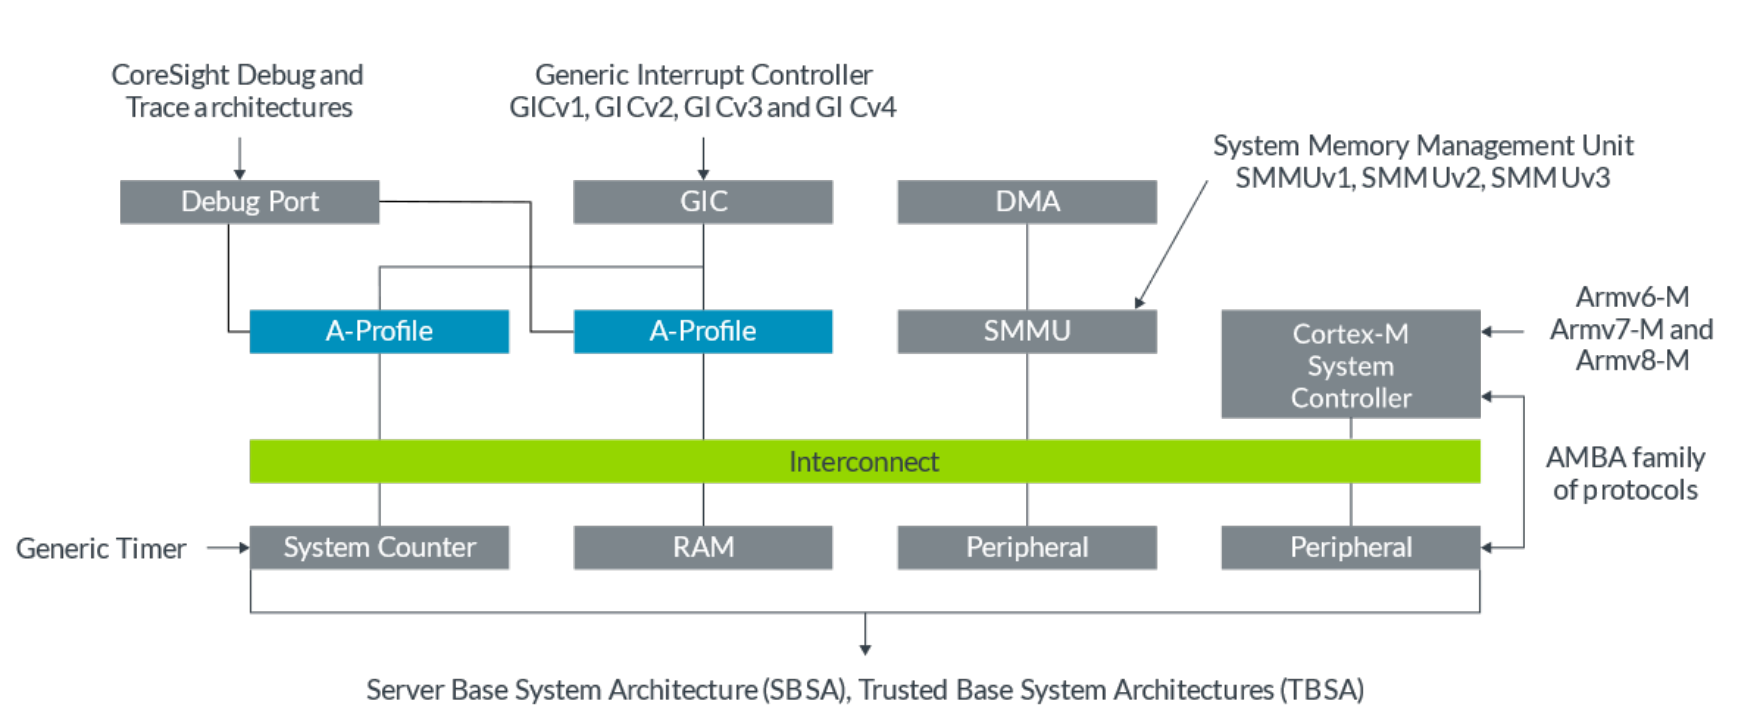 CoreSight Debug and
Trace architectures
Generic Interrupt Controller
GICv1, GICv2, GICv3 and GICv4
System Memory Management Unit
SMMUv1, SMMUv2, SMMUv3
Debug Port
GIC
DMA
A-Profile
A-Profile
SMMU
Cortex-M
System
Controller
Armv6-M
Armv7-M and
Armv8-M
Interconnect
AMBA family
of protocols
Generic Timer
System Counter
RAM
Peripheral
Peripheral
Server Base System Architecture (SBSA), Trusted Base System Architectures (TBSA)